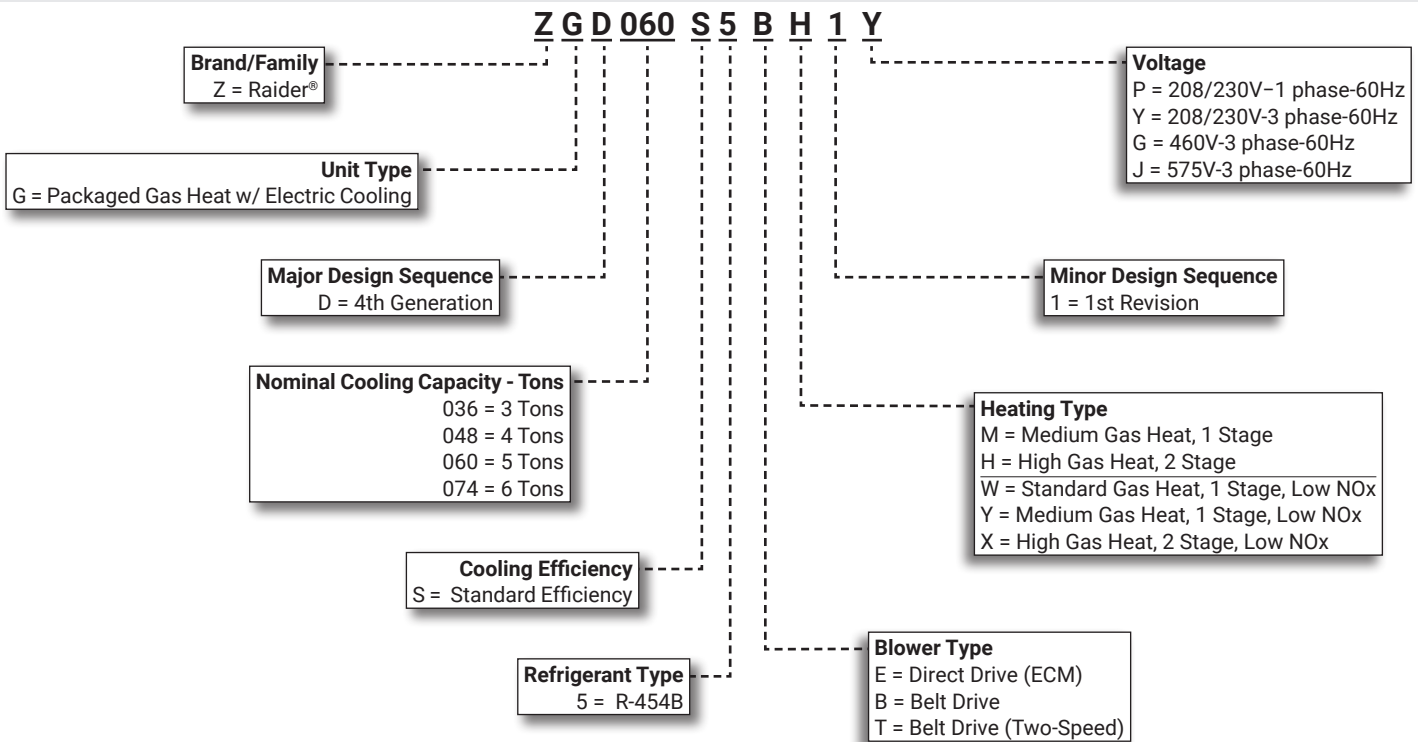 Z G D 060 S 5 B H 1 Y
Brand/Family
Z = Raider®
Unit Type
G = Packaged Gas Heat w/ Electric Cooling
Major Design Sequence
D = 4th Generation
Nominal Cooling Capacity - Tons
036 = 3 Tons
048 = 4 Tons
060 = 5 Tons
074 = 6 Tons
Cooling Efficiency
S = Standard Efficiency
Refrigerant Type
5 = R-454B
Voltage
P = 208/230V−1 phase-60Hz
Y = 208/230V-3 phase-60Hz
G = 460V-3 phase-60Hz
J = 575V-3 phase-60Hz
Minor Design Sequence
1 = 1st Revision
Heating Type
M = Medium Gas Heat, 1 Stage
H = High Gas Heat, 2 Stage
W = Standard Gas Heat, 1 Stage, Low NOx
Y = Medium Gas Heat, 1 Stage, Low NOx
X = High Gas Heat, 2 Stage, Low NOx
Blower Type
E = Direct Drive (ECM)
B = Belt Drive
T = Belt Drive (Two-Speed)